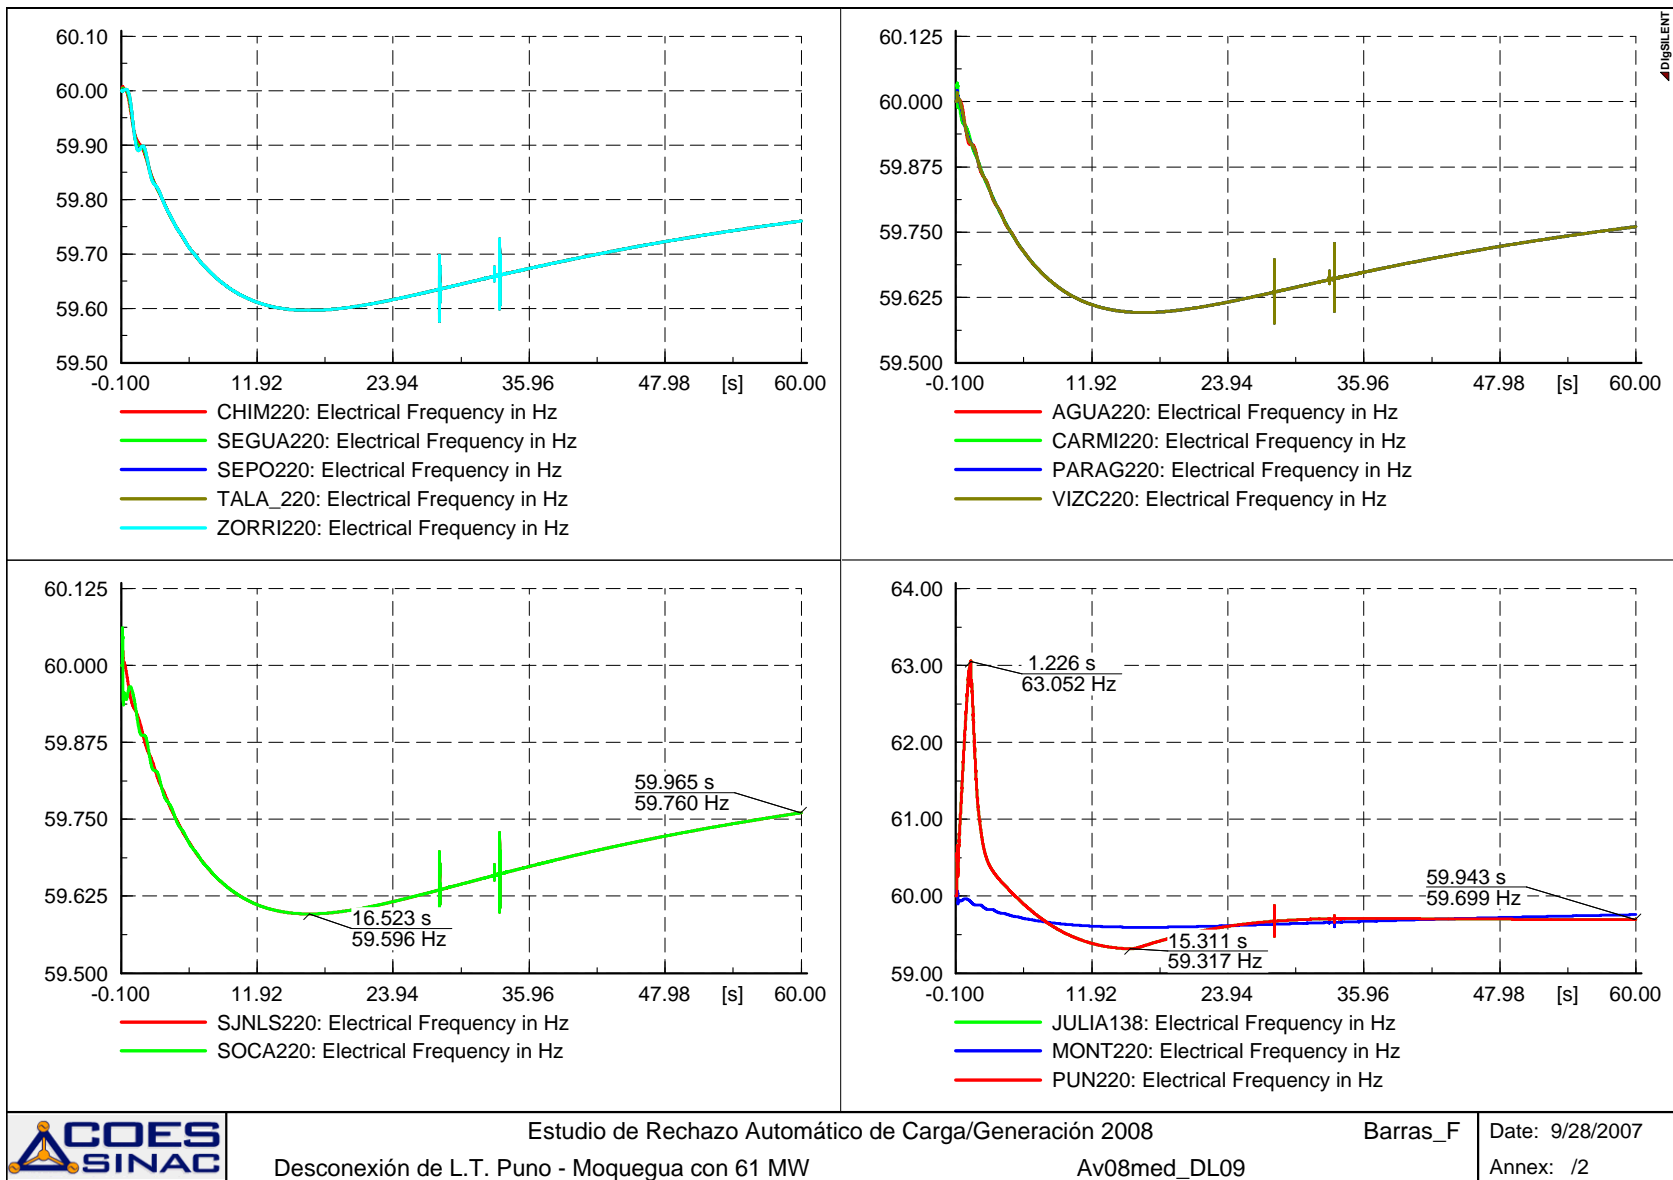 DIgSILENT
60.10
60.00
59.90
59.80
59.70
59.60
59.50
-0.100 11.92 23.94 35.96 47.98 [s] 60.00
CHIM220: Electrical Frequency in Hz
SEGUA220: Electrical Frequency in Hz
SEPO220: Electrical Frequency in Hz
TALA_220: Electrical Frequency in Hz
ZORRI220: Electrical Frequency in Hz
60.125
60.000
59.875
59.750
59.625
59.500
-0.100 11.92 23.94 35.96 47.98 [s] 60.00
AGUA220: Electrical Frequency in Hz
CARMI220: Electrical Frequency in Hz
PARAG220: Electrical Frequency in Hz
VIZC220: Electrical Frequency in Hz
60.125
60.000
59.875
59.750
59.625
59.500
59.965 s
59.760 Hz
16.523 s
59.596 Hz
-0.100 11.92 23.94 35.96 47.98 [s] 60.00
SJNLS220: Electrical Frequency in Hz
SOCA220: Electrical Frequency in Hz
64.00
63.00
62.00
61.00
60.00
59.00
1.226 s
63.052 Hz
59.943 s
59.699 Hz
15.311 s
59.317 Hz
-0.100 11.92 23.94 35.96 47.98 [s] 60.00
JULIA138: Electrical Frequency in Hz
MONT220: Electrical Frequency in Hz
PUN220: Electrical Frequency in Hz
COES
SINAC
Estudio de Rechazo Automático de Carga/Generación 2008 Barras_F
Desconexión de L.T. Puno - Moquegua con 61 MW Av08med_DL09
Date: 9/28/2007
Annex: /2